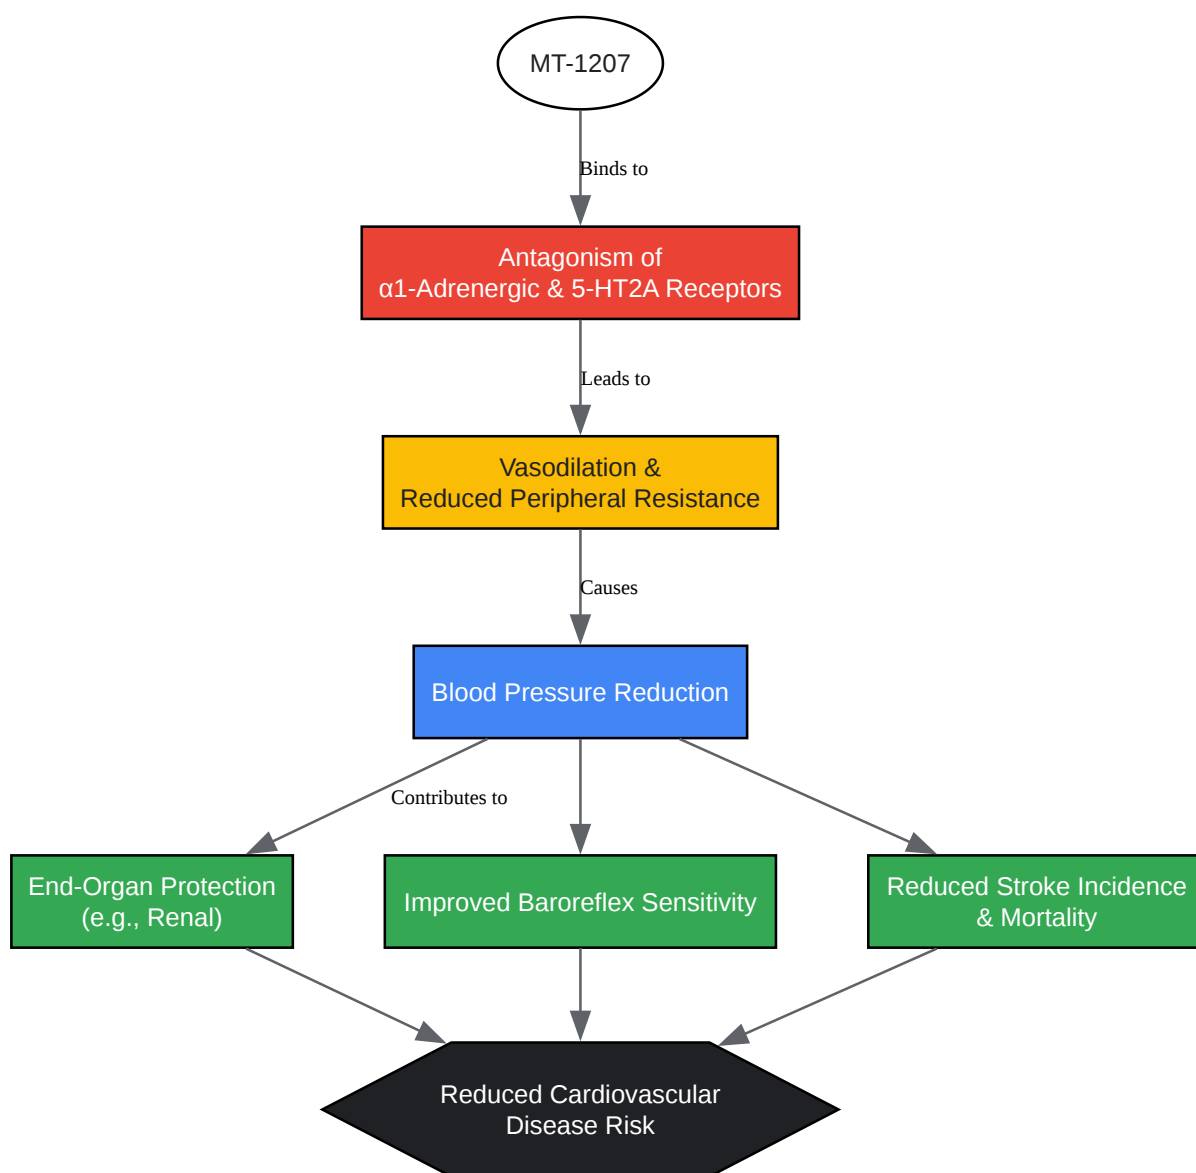 MT-1207
Binds to
Antagonism of
α1-Adrenergic & 5-HT2A Receptors
Leads to
Vasodilation &
Reduced Peripheral Resistance
Causes
Blood Pressure Reduction
Contributes to
End-Organ Protection
(e.g., Renal)
Improved Baroreflex Sensitivity
Reduced Stroke Incidence
& Mortality
Reduced Cardiovascular
Disease Risk